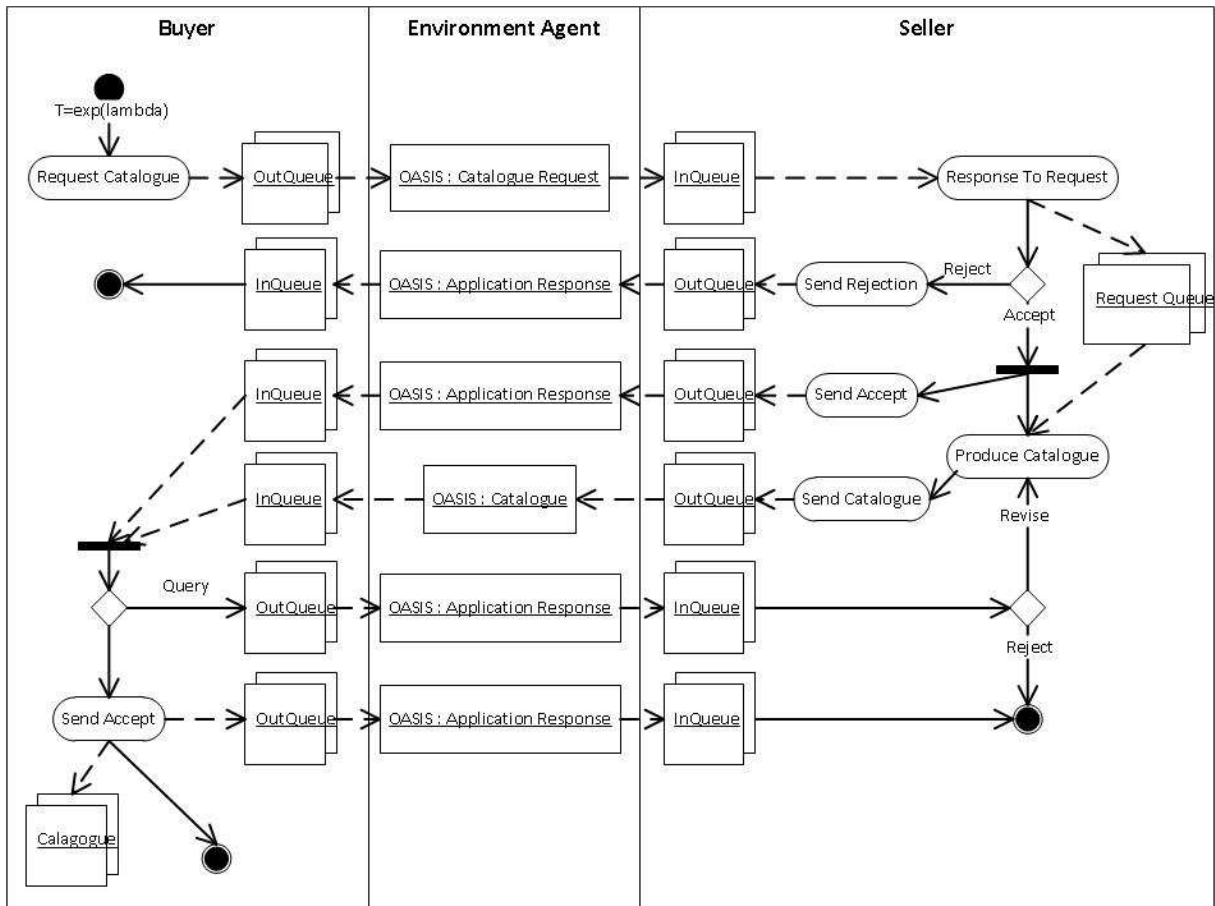 Buyer
Environment Agent
Seller
T=exp(lambda)
Request Catalogue
OutQueue
OASIS : Catalogue Request
InQueue
Response To Request
InQueue
OASIS : Application Response
OutQueue
Send Rejection
Reject
Request Queue
Accept
InQueue
OASIS : Application Response
OutQueue
Send Accept
Produce Catalogue
InQueue
OASIS : Catalogue
OutQueue
Send Catalogue
Revise
Query
OutQueue
OASIS : Application Response
InQueue
Reject
Send Accept
OutQueue
OASIS : Application Response
InQueue
Calagogue